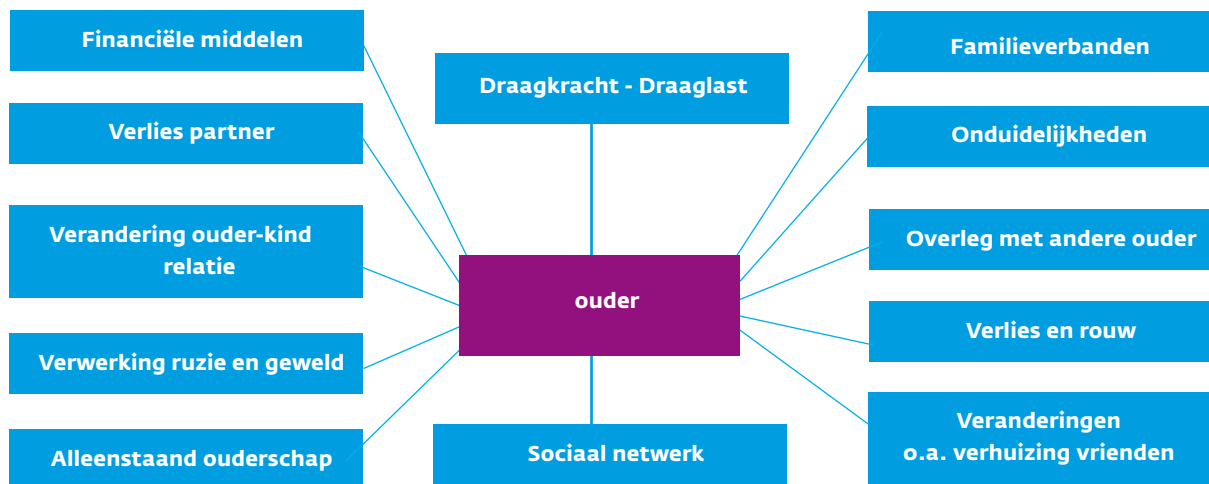 Financiële middelen
Verlies partner
Verandering ouder-kind
relatie
Verwerking ruzie en geweld
Alleenstaand ouderschap
Draagkracht - Draaglast
ouder
Sociaal netwerk
Familieverbanden
Onduidelijkheden
Overleg met andere ouder
Verlies en rouw
Veranderingen
o.a. verhuizing vrienden